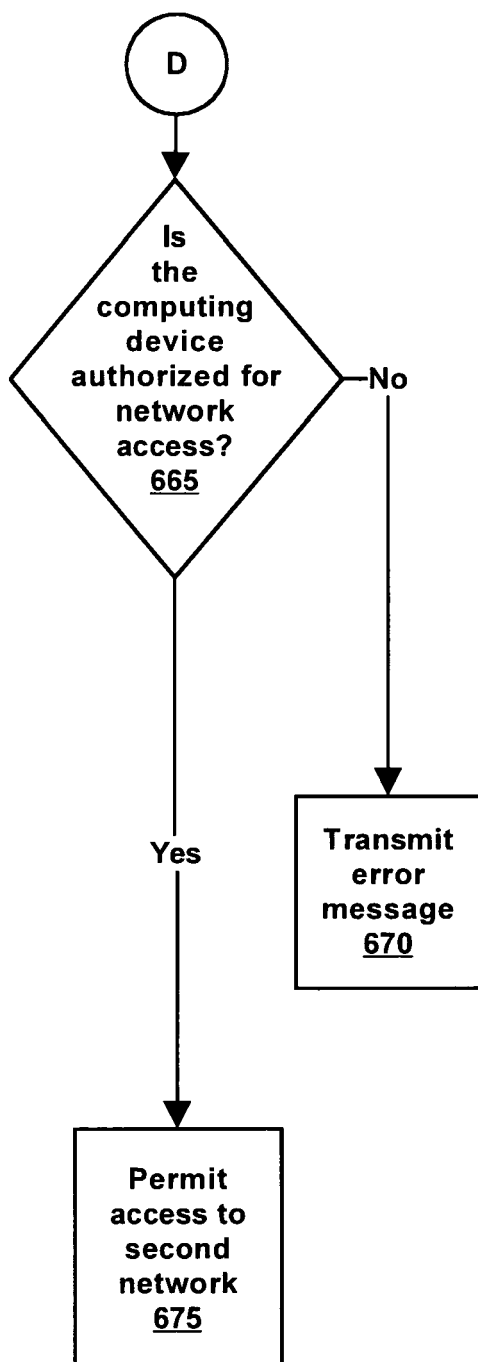 D
Is
the
computing
device
authorized for
network
access?
665
No
Yes
Transmit
error
message
670
Permit
access to
second
network
675